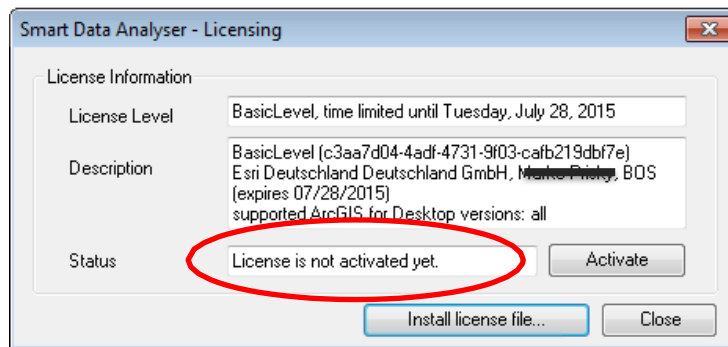 Smart Data Analyser - Licensing
License Information
License Level
BasicLevel, time limited until Tuesday, July 28, 2015
Description
BasicLevel (c3aa7d04-4adf-4731-9f03-cafb219dbf7e)
Esri Deutschland Deutschland GmbH, , BOS
(expires 07/28/2015)
supported ArcGIS for Desktop versions: all
Status
License is not activated yet.
Activate
Install license file...
Close